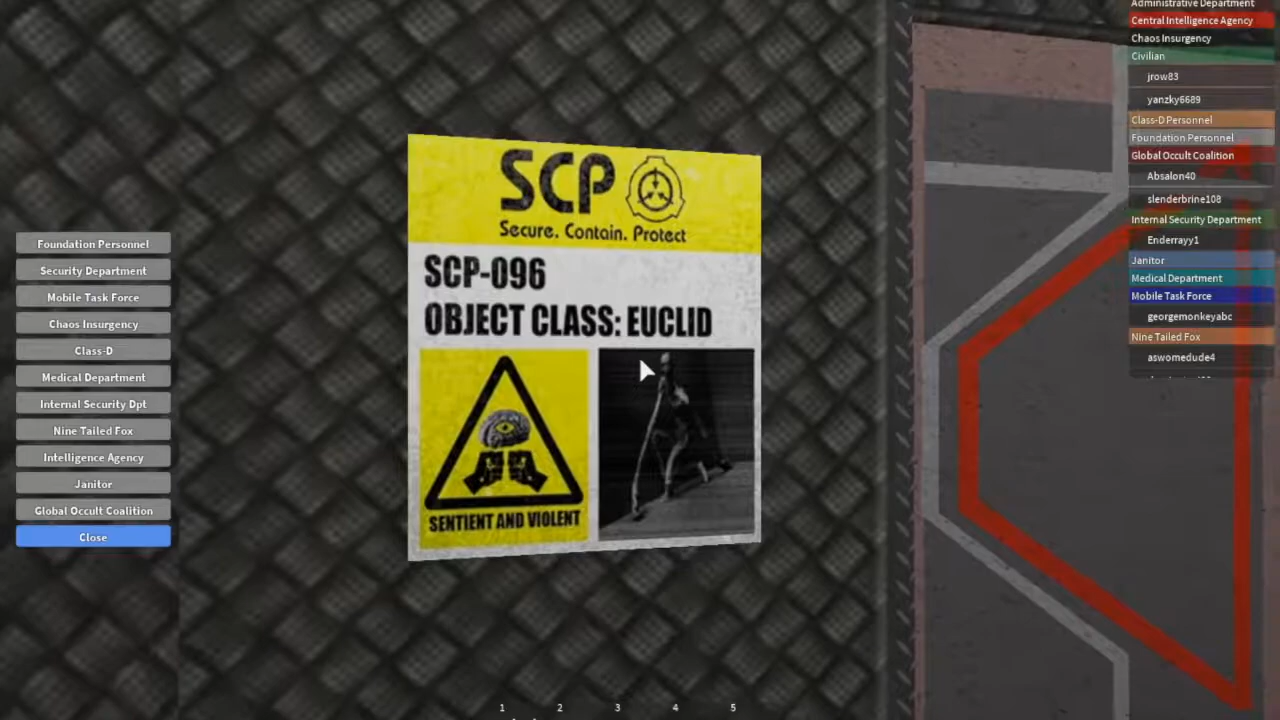 Foundation Personnel
Security Department
Mobile Task Force
Chaos Insurgency
Class-D
Medical Department
Internal Security Dpt
Nine Tailed Fox
Intelligence Agency
Janitor
Global Occult Coalition
Close
SCP
Secure. Contain. Protect
SCP-096
OBJECT CLASS: EUCLID
SENTIENT AND VIOLENT
Administrative Department
Central Intelligence Agency
Chaos Insurgency
Civilian
jrow83
yanzky6689
Class-D Personnel
Foundation Personnel
Global Occult Coalition
Absalon40
slenderbrine108
Internal Security Department
Enderrayy1
Janitor
Medical Department
Mobile Task Force
georgemonkeyabc
Nine Tailed Fox
aswomedude4
1 2 3 4 5